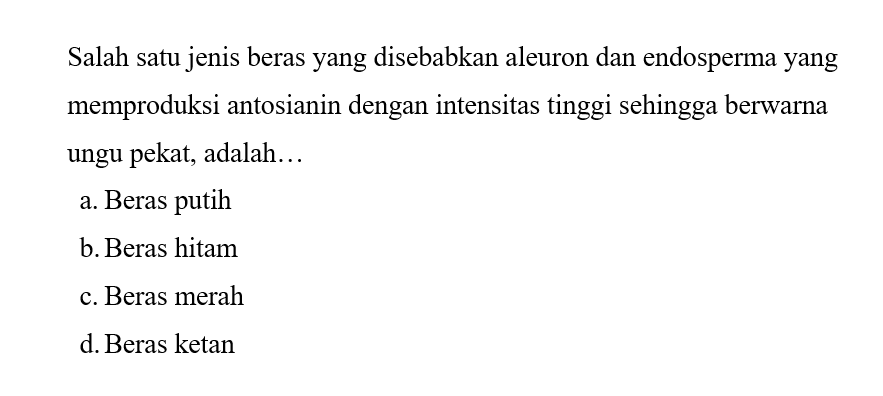 Salah satu jenis beras yang disebabkan aleuron dan endosperma yang
memproduksi antosianin dengan intensitas tinggi sehingga berwarna
ungu pekat, adalah…
a. Beras putih
b. Beras hitam
c. Beras merah
d. Beras ketan